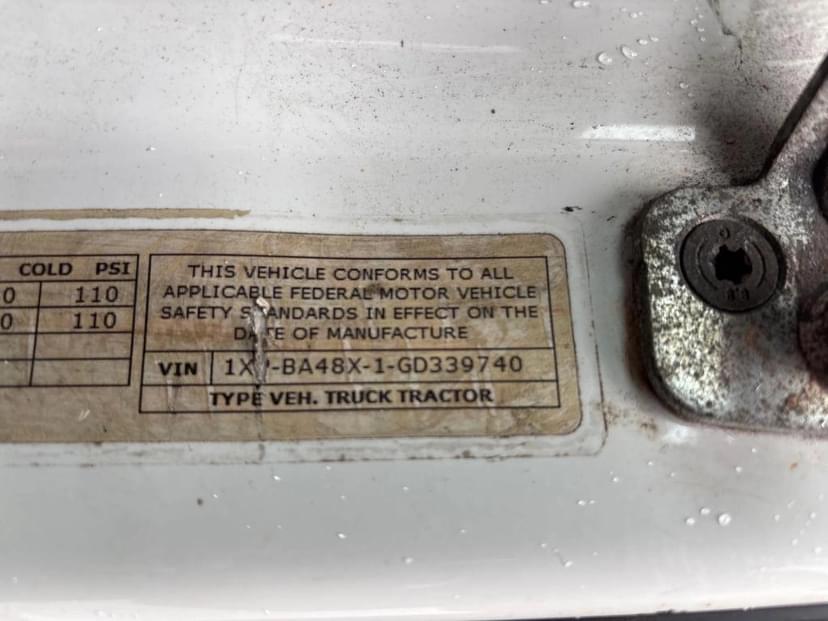 COLD PSI
0 110
0 110
THIS VEHICLE CONFORMS TO ALL
APPLICABLE FEDERAL MOTOR VEHICLE
SAFETY STANDARDS IN EFFECT ON THE
DATE OF MANUFACTURE
VIN 1XP-BA48X-1-GD339740
TYPE VEH. TRUCK TRACTOR